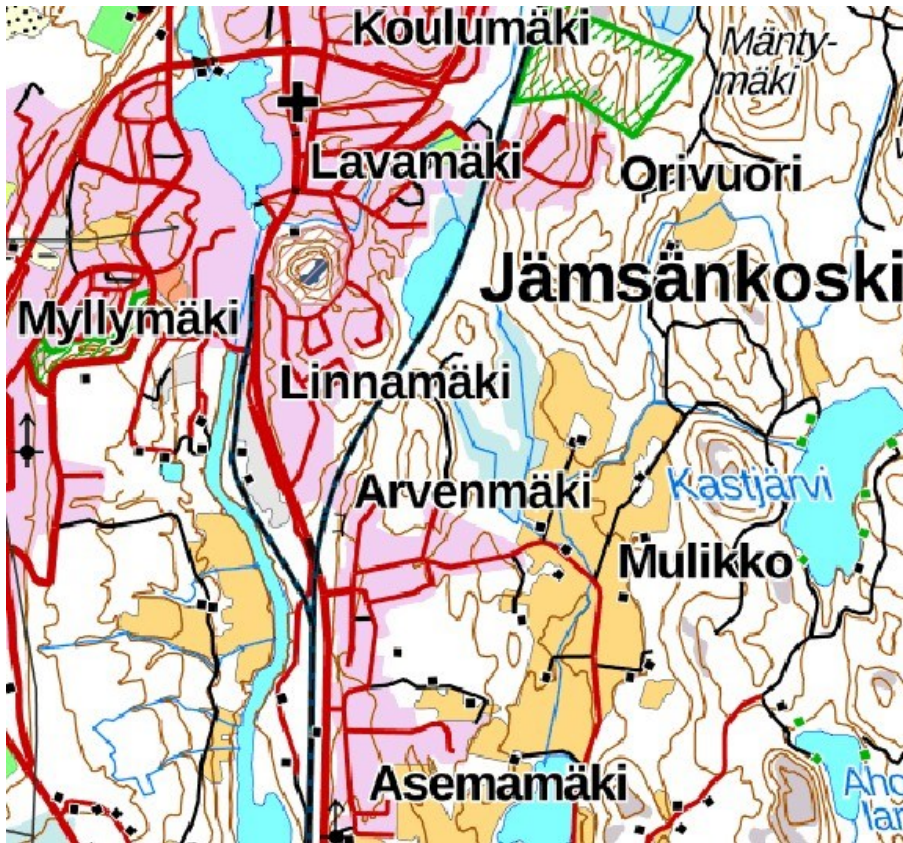 Koulumäki
Mänty-
mäki
Lavamäki
Orivuori
Jämsänkoski
Myllymäki
Linnamäki
Arvenmäki
Kastjärvi
Mulikko
Asemamäki